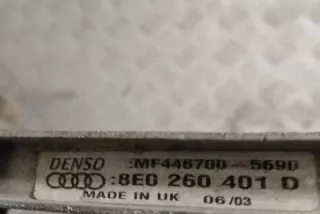 DENSO :MF446700-5690
:8E0 260 401 D
MADE IN UK 06/03